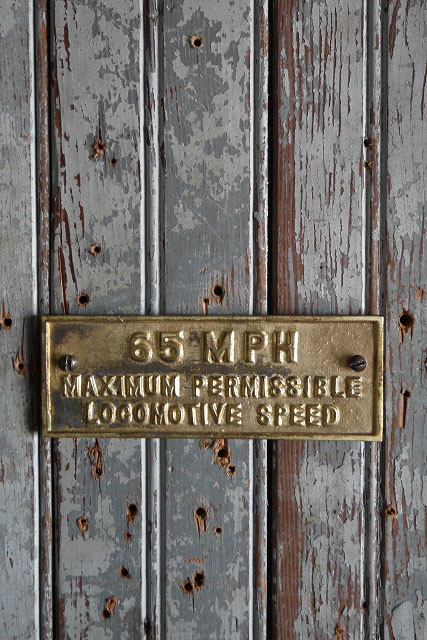 65 MPH
MAXIMUM PERMISSIBLE
LOCOMOTIVE SPEED